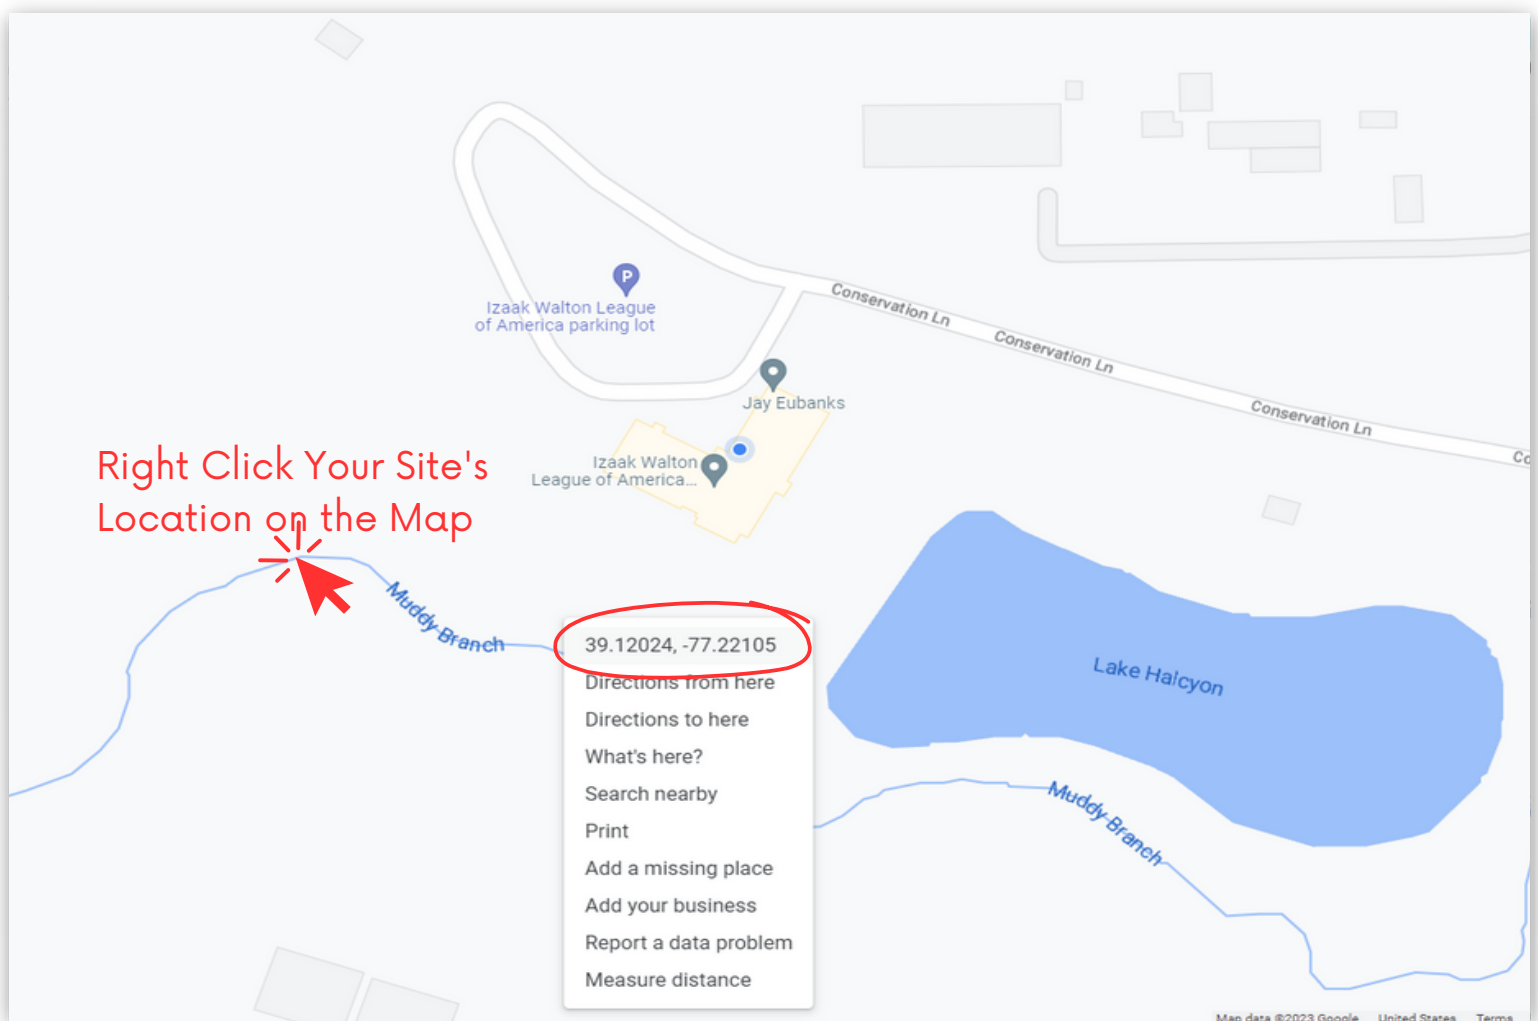 Conservation Ln
Izaak Walton League
of America parking lot
Conservation Ln
Jay Eubanks
Conservation Ln
Right Click Your Site's
Location on the Map
Izaak Walton
League of America...
Co
Muddy Branch
39.12024, -77.22105
Directions from here
Directions to here
What's here?
Search nearby
Print
Add a missing place
Add your business
Report a data problem
Measure distance
Lake Halcyon
Muddy Branch
Map data ©2023 Google United States Terms